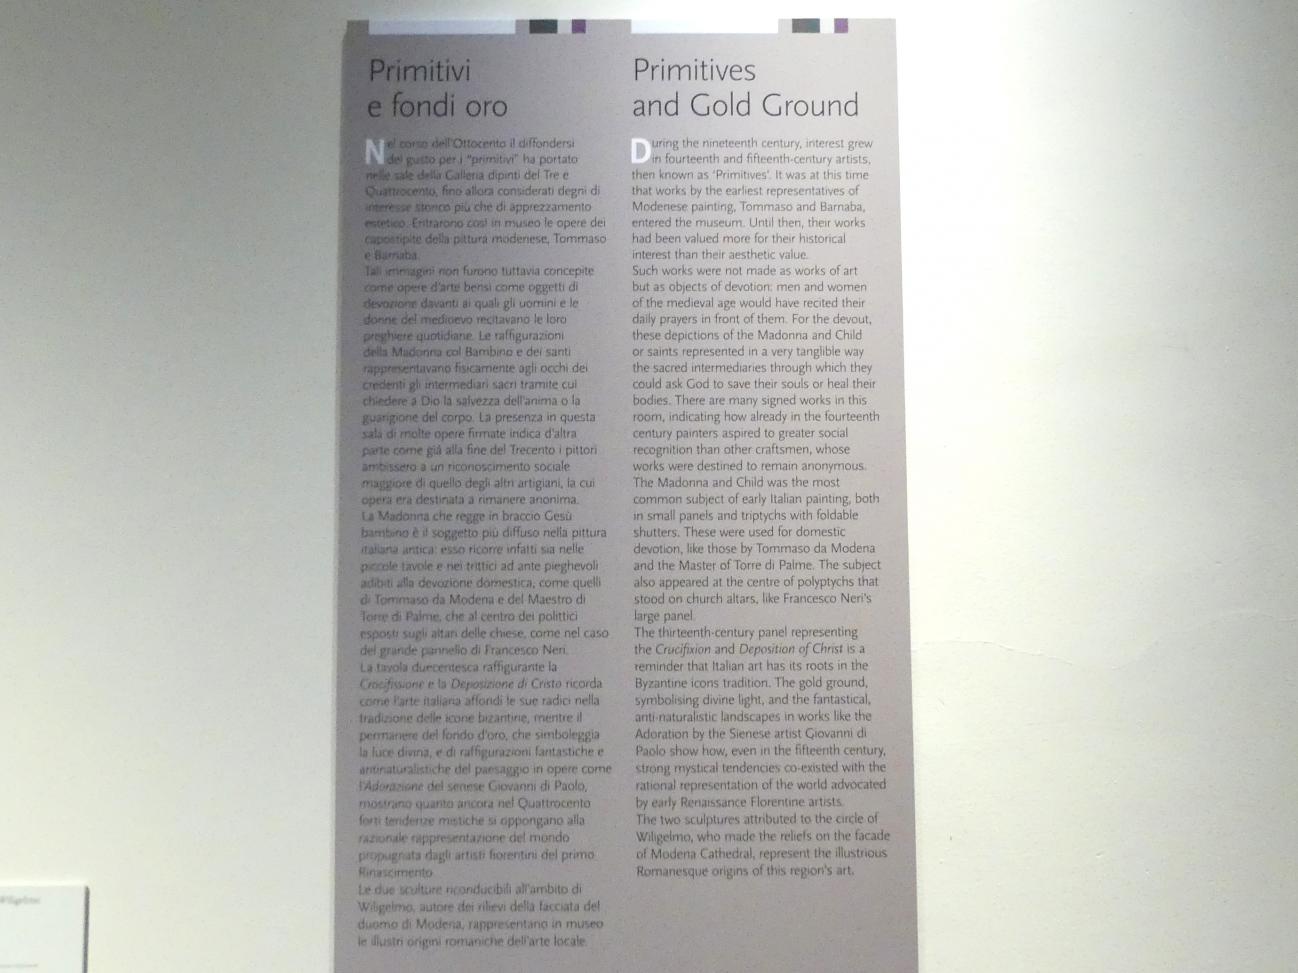 Primitivi
e fondi oro
Nel corso dell'Ottocento il diffondersi
del gusto per i "primitivi" ha portato
nelle sale della Galleria dipinti del Tre e
Quattrocento, fino allora considerati degni di
interesse storico più che di apprezzamento
estetico. Entrarono così in museo le opere dei
capostipite della pittura modenese, Tommaso
e Barnaba.
Tali immagini non furono tuttavia concepite
come opere d'arte bensì come oggetti di
devozione davanti ai quali gli uomini e le
donne del medioevo recitavano le loro
preghiere quotidiane. Le raffigurazioni
della Madonna col Bambino e dei santi
rappresentavano fisicamente agli occhi dei
credenti gli intermediari sacri tramite cui
chiedere a Dio la salvezza dell'anima o la
guarigione del corpo. La presenza in questa
sala di molte opere firmate indica d'altra
parte come già alla fine del Trecento i pittori
ambissero a un riconoscimento sociale
maggiore di quello degli altri artigiani, la cui
opera era destinata a rimanere anonima.
La Madonna che regge in braccio Gesù
bambino è il soggetto più diffuso nella pittura
italiana antica: esso ricorre infatti sia nelle
piccole tavole e nei trittici ad ante pieghevoli
adibiti alla devozione domestica, come quelli
di Tommaso da Modena e del Maestro di
Torre di Palme, che al centro dei polittici
esposti sugli altari delle chiese, come nel caso
del grande pannello di Francesco Neri.
La tavola duecentesca raffigurante la
Crocifissione e la Deposizione di Cristo ricorda
come l'arte italiana affondi le sue radici nella
tradizione delle icone bizantine, mentre il
permanere del fondo d'oro, che simboleggia
la luce divina, e di raffigurazioni fantastiche e
antinaturalistiche del paesaggio in opere come
l'Adorazione del senese Giovanni di Paolo,
mostrano quanto ancora nel Quattrocento
forti tendenze mistiche si oppongano alla
razionale rappresentazione del mondo
propugnata dagli artisti fiorentini del primo
Rinascimento.
Le due sculture riconducibili all'ambito di
Wiligelmo, autore dei rilievi della facciata del
duomo di Modena, rappresentano in museo
le illustri origini romaniche dell'arte locale.
Primitives
and Gold Ground
During the nineteenth century, interest grew
in fourteenth and fifteenth-century artists,
then known as 'Primitives'. It was at this time
that works by the earliest representatives of
Modenese painting, Tommaso and Barnaba,
entered the museum. Until then, their works
had been valued more for their historical
interest than their aesthetic value.
Such works were not made as works of art
but as objects of devotion: men and women
of the medieval age would have recited their
daily prayers in front of them. For the devout,
these depictions of the Madonna and Child
or saints represented in a very tanglible way
the sacred intermediaries through which they
could ask God to save their souls or heal their
bodies. There are many signed works in this
room, indicating how already in the fourteenth
century painters aspired to greater social
recognition than other craftsmen, whose
works were destined to remain anonymous.
The Madonna and Child was the most
common subject of early Italian painting, both
in small panels and triptychs with foldable
shutters. These were used for domestic
devotion, like those by Tommaso da Modena
and the Master of Torre di Palme. The subject
also appeared at the centre of polyptychs that
stood on church altars, like Francesco Neri's
large panel.
The thirteenth-century panel representing
the Crucifixion and Deposition of Christ is a
reminder that Italian art has its roots in the
Byzantine icons tradition. The gold ground,
symbolising divine light, and the fantastical,
anti-naturalistic landscapes in works like the
Adoration by the Sienese artist Giovanni di
Paolo show how, even in the fifteenth century,
strong mystical tendencies co-existed with the
rational representation of the world advocated
by early Renaissance Florentine artists.
The two sculptures attributed to the circle of
Wiligelmo, who made the reliefs on the facade
of Modena Cathedral, represent the illustrious
Romanesque origins of this region's art.